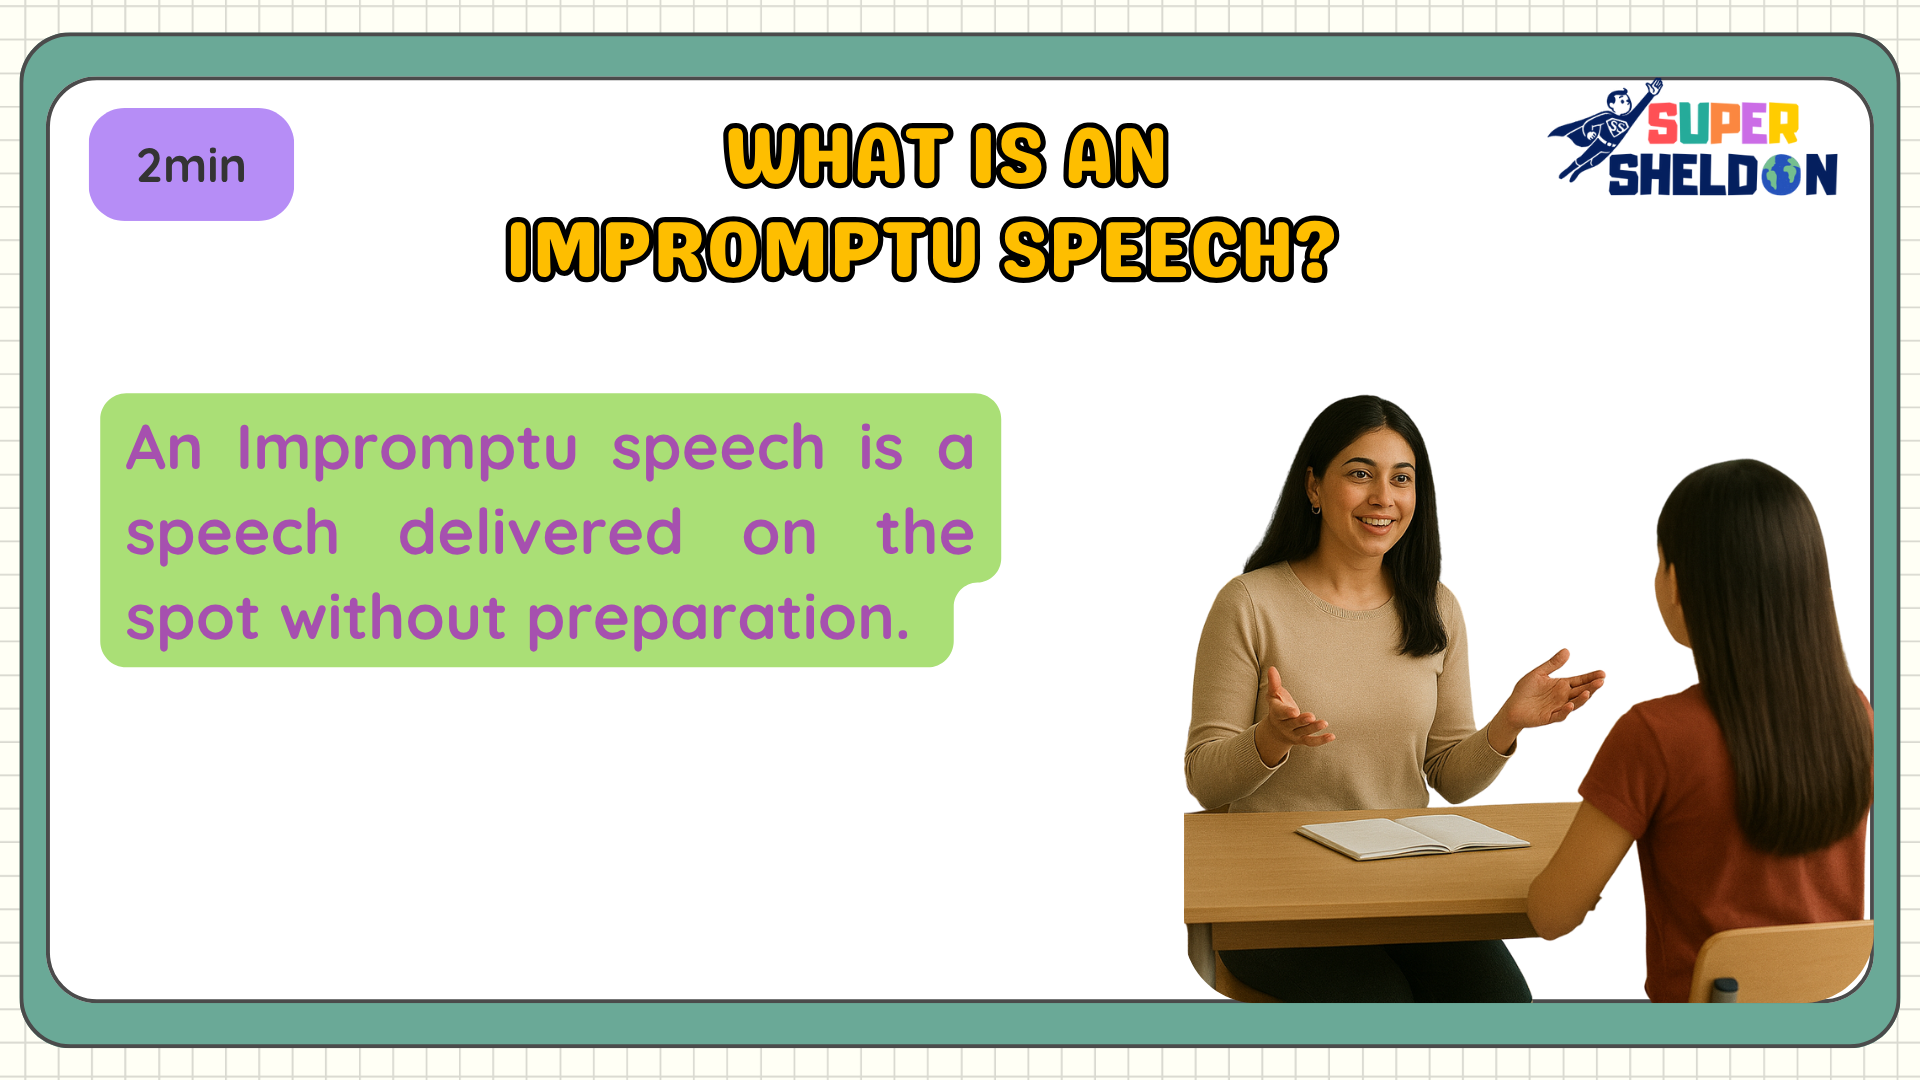 2min
WHAT IS AN
IMPROMPTU SPEECH?
SUPER
SHELDON
SS
An Impromptu speech is a
speech delivered on the
spot without preparation.